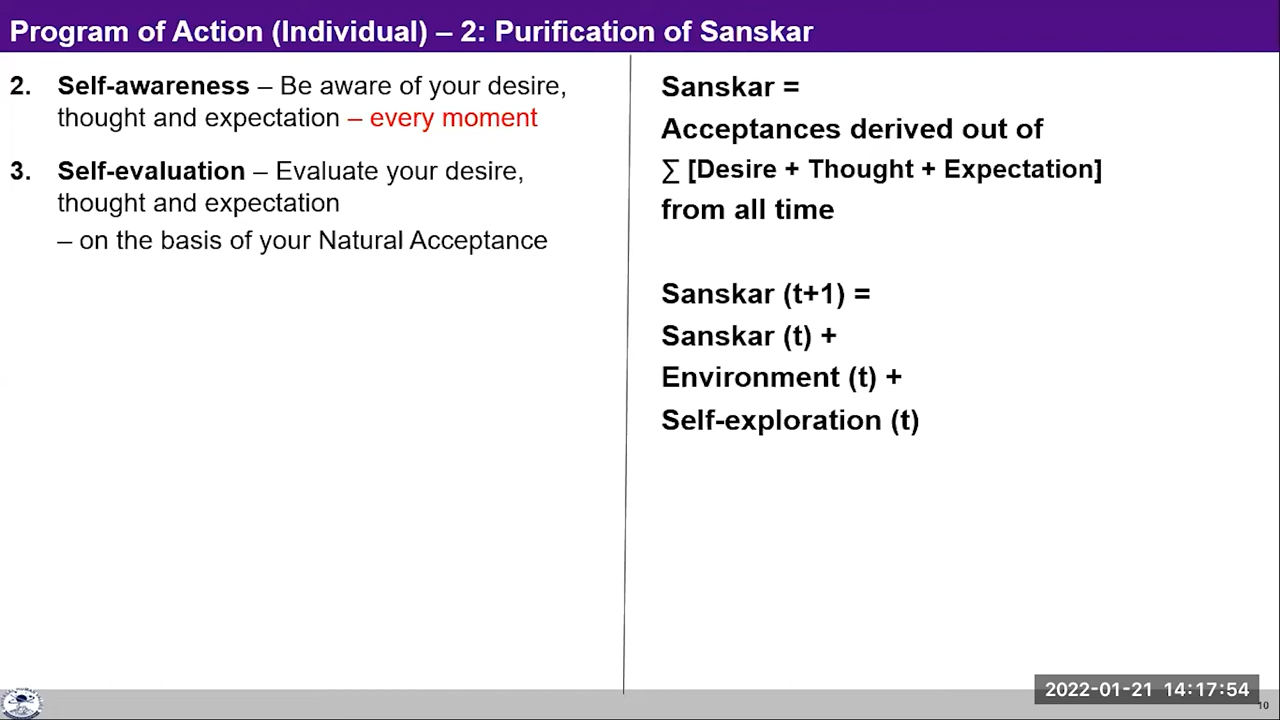 Program of Action (Individual) – 2: Purification of Sanskar
2. Self-awareness – Be aware of your desire,
thought and expectation – every moment
3. Self-evaluation – Evaluate your desire,
thought and expectation
– on the basis of your Natural Acceptance
Sanskar =
Acceptances derived out of
∑ [Desire + Thought + Expectation]
from all time
Sanskar (t+1) =
Sanskar (t) +
Environment (t) +
Self-exploration (t)
2022-01-21 14:17:54
10